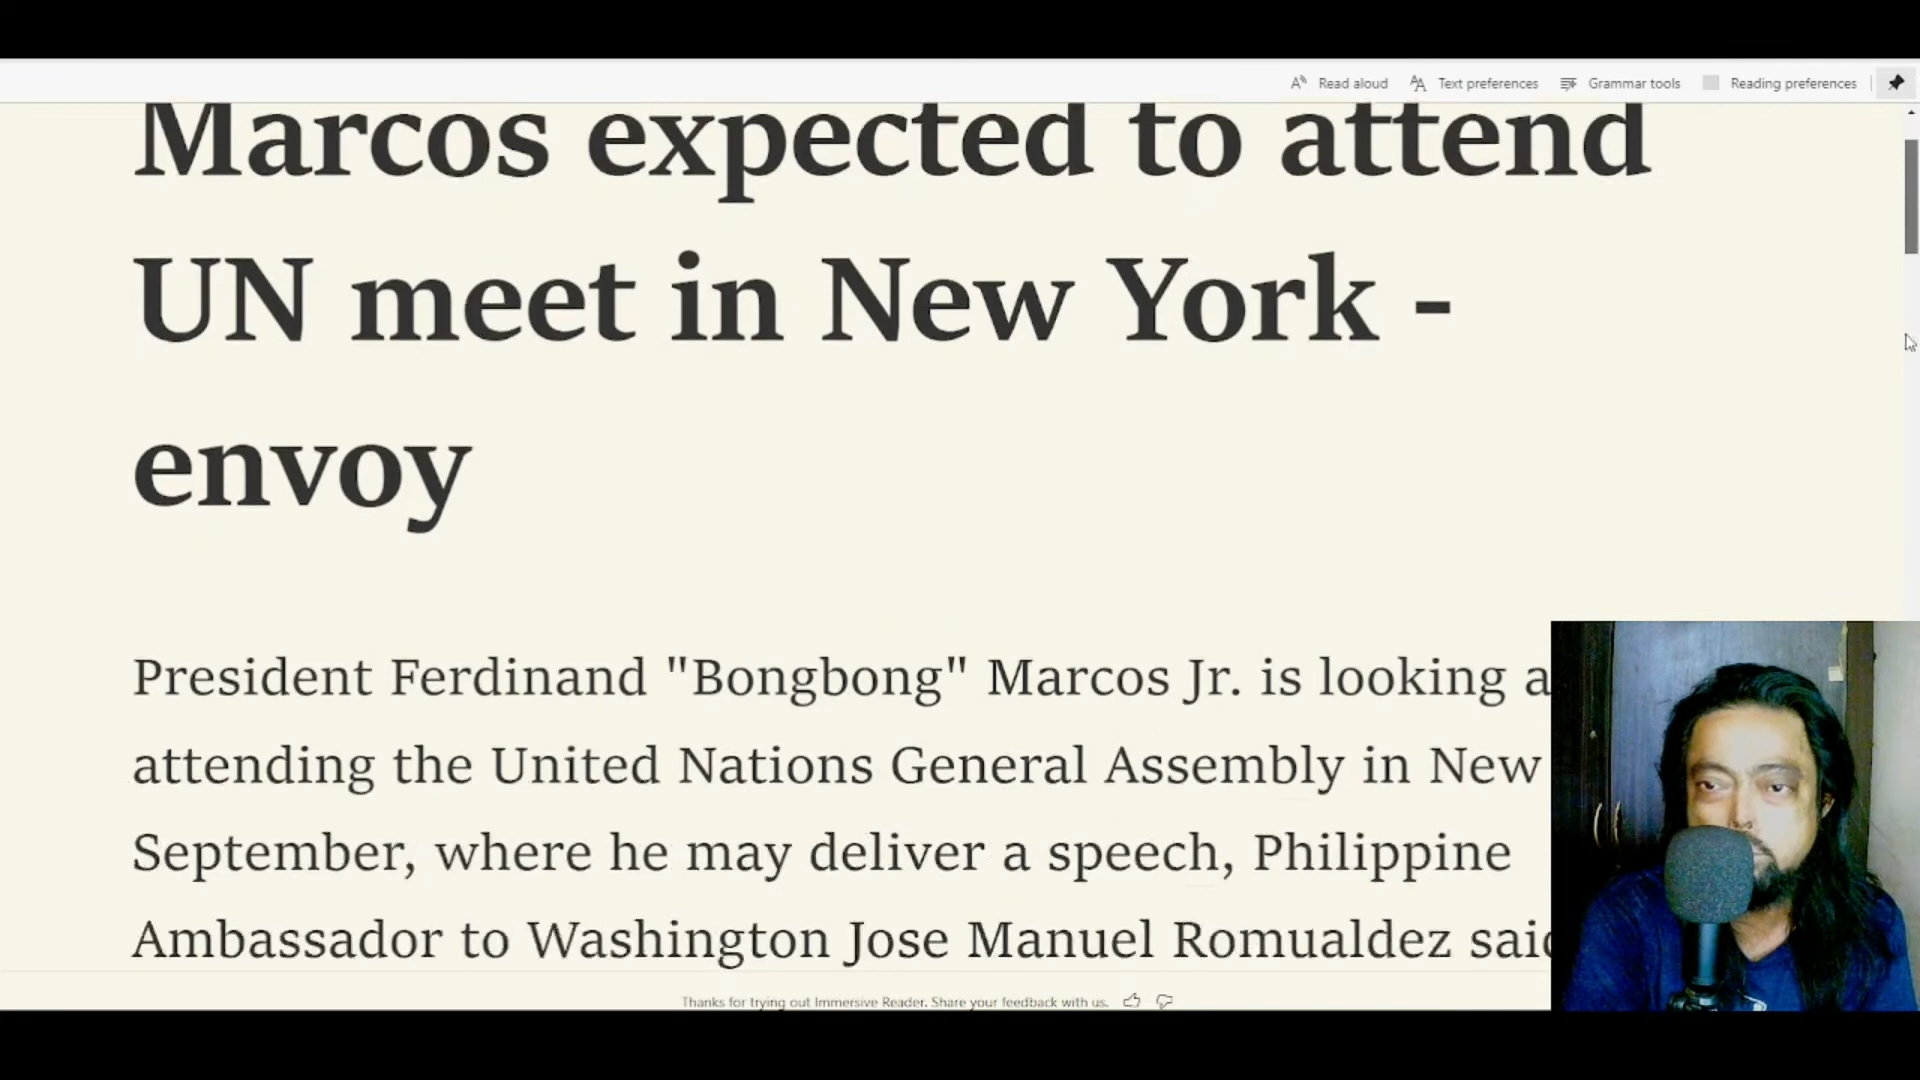 Read aloud Text preferences Grammar tools Reading preferences
Marcos expected to attend
UN meet in New York -
envoy
President Ferdinand "Bongbong" Marcos Jr. is looking
attending the United Nations General Assembly in New
September, where he may deliver a speech, Philippine
Ambassador to Washington Jose Manuel Romualdez
Thanks for trying out Immersive Reader. Share your feedback with us.